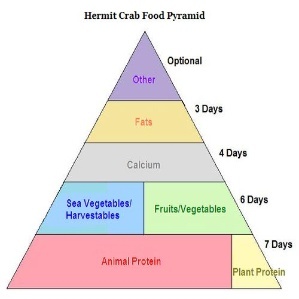 Hermit Crab Food Pyramid
Optional
Other
3 Days
Fats
4 Days
Calcium
6 Days
Sea Vegetables/
Harvestables
Fruits/Vegetables
7 Days
Animal Protein
Plant Protein